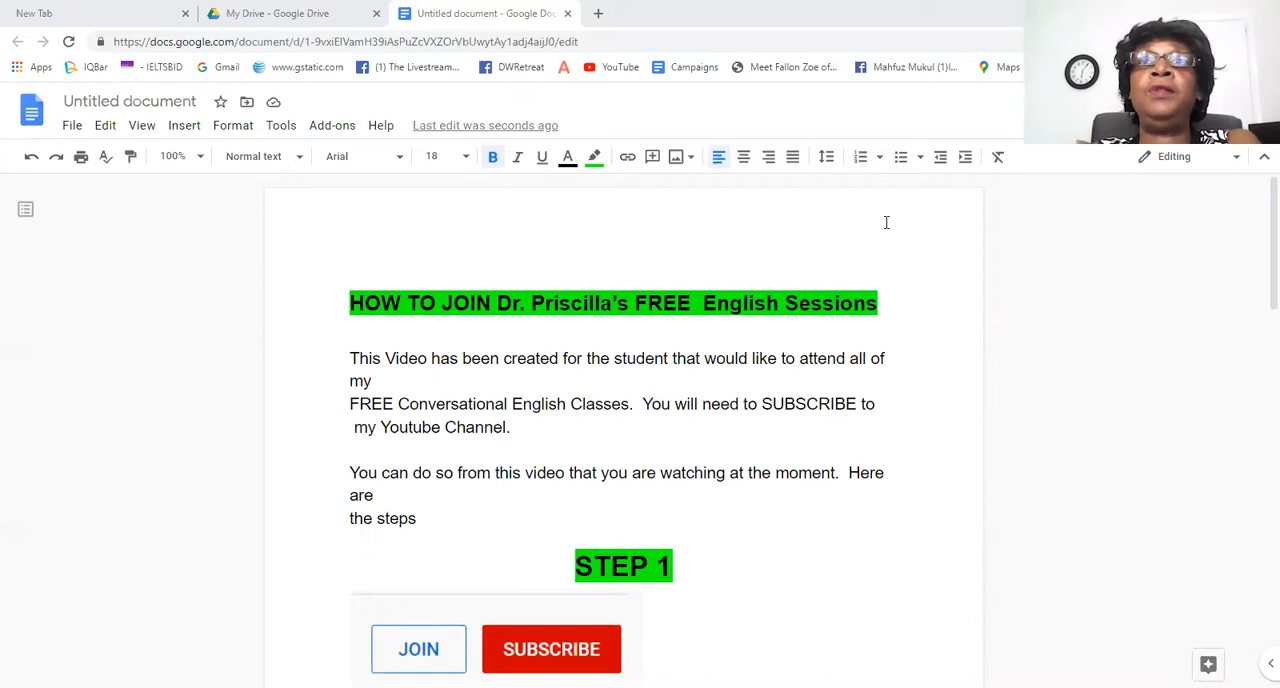 New Tab
My Drive - Google Drive
Untitled document - Google Doc
https://docs.google.com/document/d/1-9vxiEIVamH39iAsPuZcVXZOrVbUwytAy1adj4aijJ0/edit
Apps IQBar - IELTSBID Gmail www.gstatic.com (1) The Livestream... DWRetreat YouTube Campaigns Meet Fallon Zoe of... Mahfuz Mukul (1)l... Maps
Untitled document
File Edit View Insert Format Tools Add-ons Help Last edit was seconds ago
100% Normal text Arial 18 B I U A Editing
HOW TO JOIN Dr. Priscilla’s FREE  English Sessions
This Video has been created for the student that would like to attend all of
my
FREE Conversational English Classes.  You will need to SUBSCRIBE to
my Youtube Channel.
You can do so from this video that you are watching at the moment.  Here
are
the steps
STEP 1
JOIN SUBSCRIBE